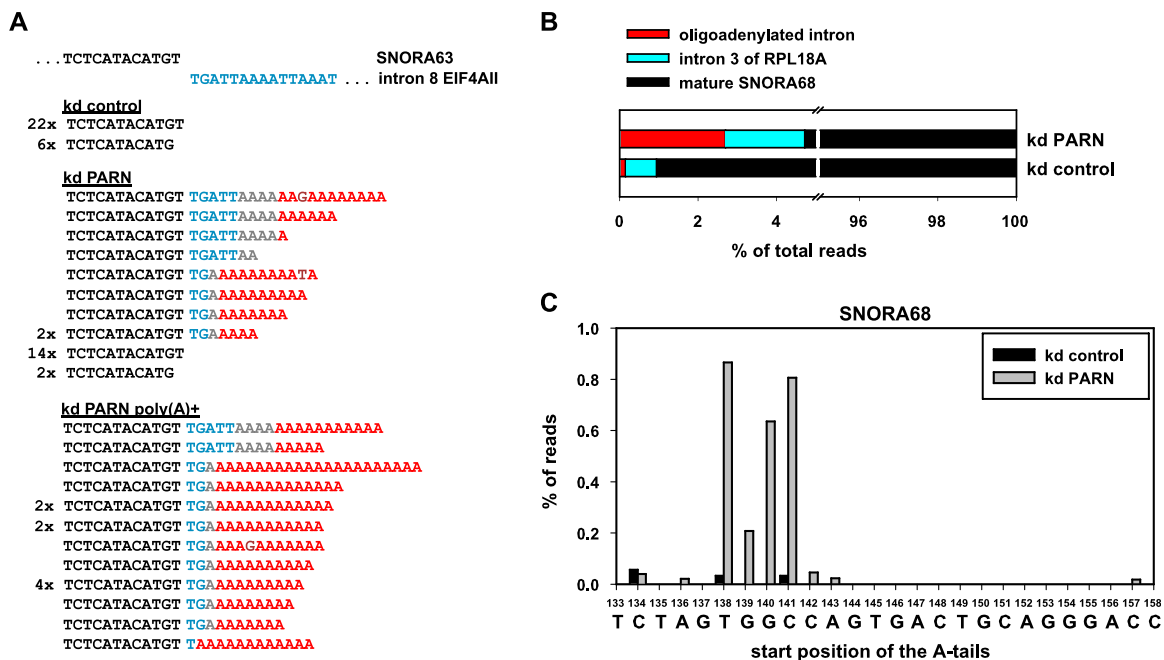 A
...TCTCATACATGT SNORA63
TGATTAAAATTAAAT ... intron 8 EIF4AII
kd control
22x TCTCATACATGT
6x TCTCATACATG
kd PARN
TCTCATACATGT TGATTAAAAAAGAAAAAAAA
TCTCATACATGT TGATTAAAAAAAAAA
TCTCATACATGT TGATTAAAAA
TCTCATACATGT TGATTAA
TCTCATACATGT TGAAAAAAAAATA
TCTCATACATGT TGAAAAAAAAAA
TCTCATACATGT TGAAAAAAAA
2x TCTCATACATGT TGAAAAA
14x TCTCATACATGT
2x TCTCATACATG
kd PARN poly(A)+
TCTCATACATGT TGATTAAAAAAAAAAAAAAA
TCTCATACATGT TGATTAAAAAAAAA
TCTCATACATGT TGAAAAAAAAAAAAAAAAAAAAAA
TCTCATACATGT TGAAAAAAAAAAAAAA
2x TCTCATACATGT TGAAAAAAAAAAAAA
2x TCTCATACATGT TGAAAAAAAAAAAA
TCTCATACATGT TGAAAAGAAAAAAA
TCTCATACATGT TGAAAAAAAAAAA
4x TCTCATACATGT TGAAAAAAAAAA
TCTCATACATGT TGAAAAAAAAA
TCTCATACATGT TGAAAAAAAA
TCTCATACATGT TAAAAAAAAAAAA
B
oligoadenylated intron
intron 3 of RPL18A
mature SNORA68
kd PARN
kd control
0 2 4 96 98 100
% of total reads
C
SNORA68
kd control
kd PARN
1.0
0.8
0.6
0.4
0.2
0.0
% of reads
133 134 135 136 137 138 139 140 141 142 143 144 145 146 147 148 149 150 151 152 153 154 155 156 157 158
T C T A G T G G C C A G T G A C T G C A G G G A C C
start position of the A-tails